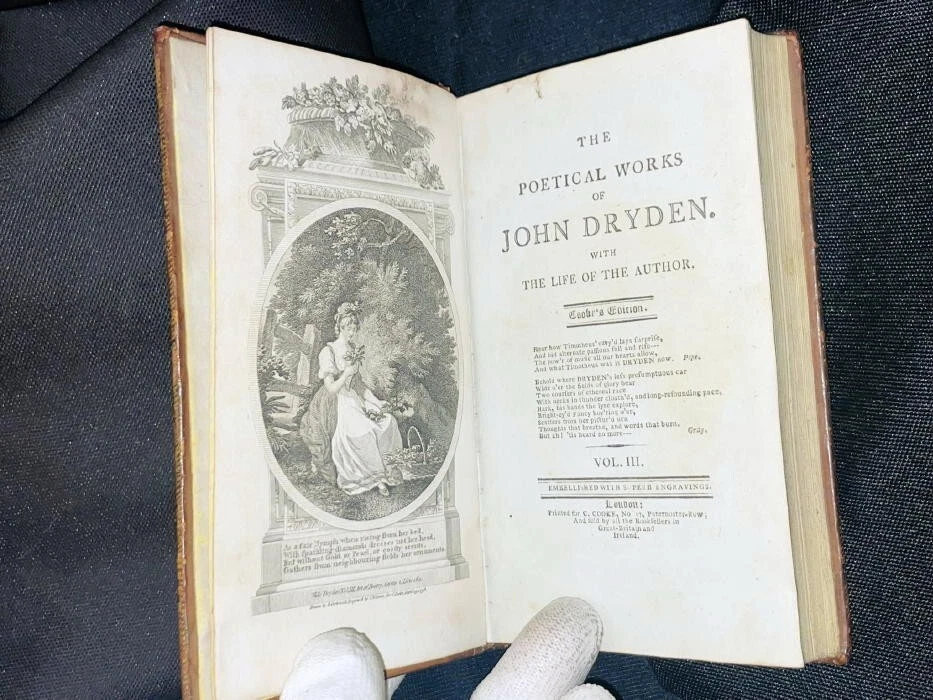 As a fair Nymph when rising from her bed,
With sparkling diamonds dresses not her head,
But without Gold or Pearl, or costly scents,
Gathers from neighbouring fields her ornaments.
THE
POETICAL WORKS
OF
JOHN DRYDEN.
WITH
THE LIFE OF THE AUTHOR.
Cooke's Edition.
Hear how Timotheus' vary'd lays surprise,
And bid alternate passions fall and rise---
The pow'r of music all our hearts allow,
And what Timotheus was is DRYDEN now. Pope.
Behold where DRYDEN's less presumptuous car
Wide o'er the fields of glory bear
Two coursers of ethereal race
With necks in thunder cloath'd, and long-resounding pace,
Hark, his hands the lyre explore,
Bright-ey'd Fancy hov'ring o'er,
Scatters from her pictur'd urn
Thoughts that breathe, and words that burn.
But ah! 'tis heard no more--- Gray.
VOL. III.
EMBELLISHED WITH SUPERB ENGRAVINGS.
London:
Printed for C. COOKE, No 17, Paternoster-Row;
And sold by all the Booksellers in
Great-Britain and
Ireland.